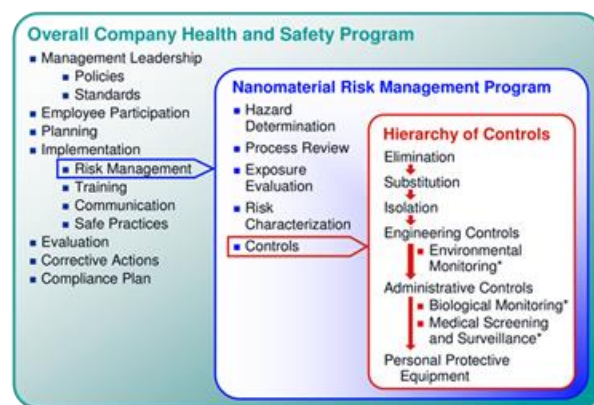 Overall Company Health and Safety Program
Management Leadership
Policies
Standards
Employee Participation
Planning
Implementation
Risk Management
Training
Communication
Safe Practices
Evaluation
Corrective Actions
Compliance Plan
Nanomaterial Risk Management Program
Hazard
Determination
Process Review
Exposure
Evaluation
Risk
Characterization
Controls
Hierarchy of Controls
Elimination
Substitution
Isolation
Engineering Controls
Environmental
Monitoring*
Administrative Controls
Biological Monitoring*
Medical Screening
and Surveillance*
Personal Protective
Equipment